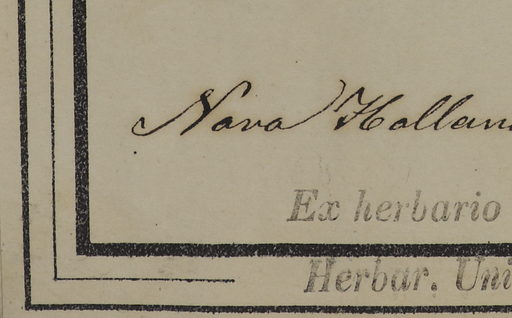 Nova Hollan
Ex herbario
Herbar. Uni